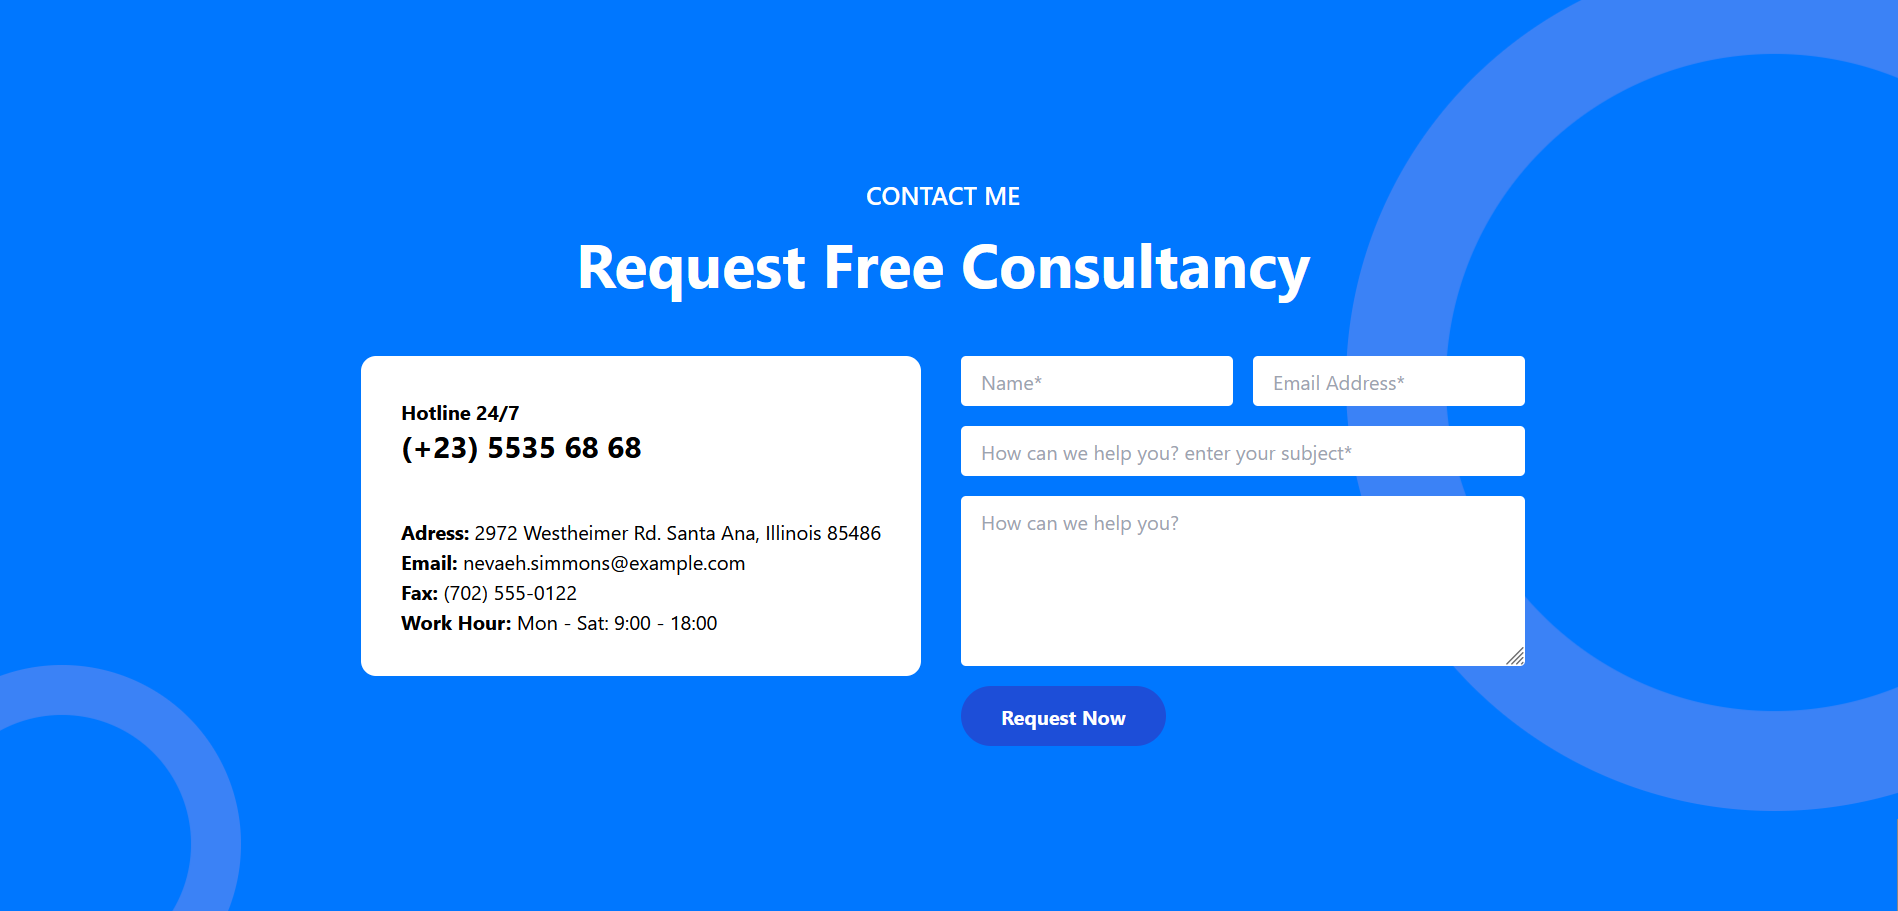 CONTACT ME
Request Free Consultancy
Hotline 24/7
(+23) 5535 68 68
Adress: 2972 Westheimer Rd. Santa Ana, Illinois 85486
Email: nevaeh.simmons@example.com
Fax: (702) 555-0122
Work Hour: Mon - Sat: 9:00 - 18:00
Name*
Email Address*
How can we help you? enter your subject*
How can we help you?
Request Now